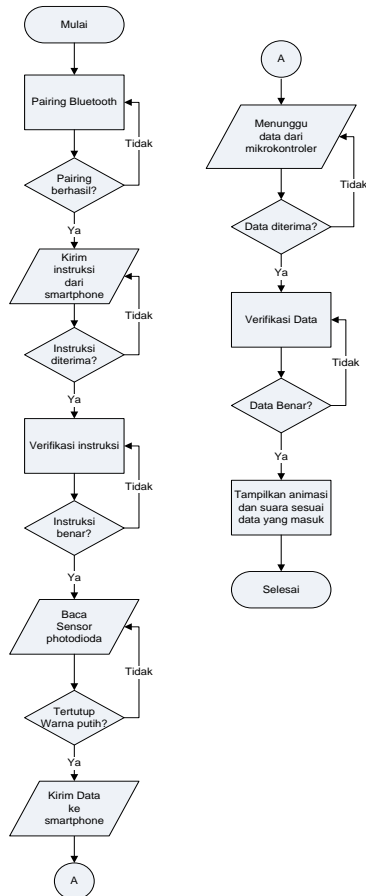 Mulai
Pairing Bluetooth
Tidak
Pairing
berhasil?
Ya
Kirim
instruksi
dari
smartphone
Tidak
Instruksi
diterima?
Ya
Verifikasi instruksi
Tidak
Instruksi
benar?
Ya
Baca
Sensor
photodioda
Tidak
Tertutup
Warna putih?
Ya
Kirim Data
ke
smartphone
A
A
Menunggu
data dari
mikrokontroler
Tidak
Data diterima?
Ya
Verifikasi Data
Tidak
Data Benar?
Ya
Tampilkan animasi
dan suara sesuai
data yang masuk
Selesai